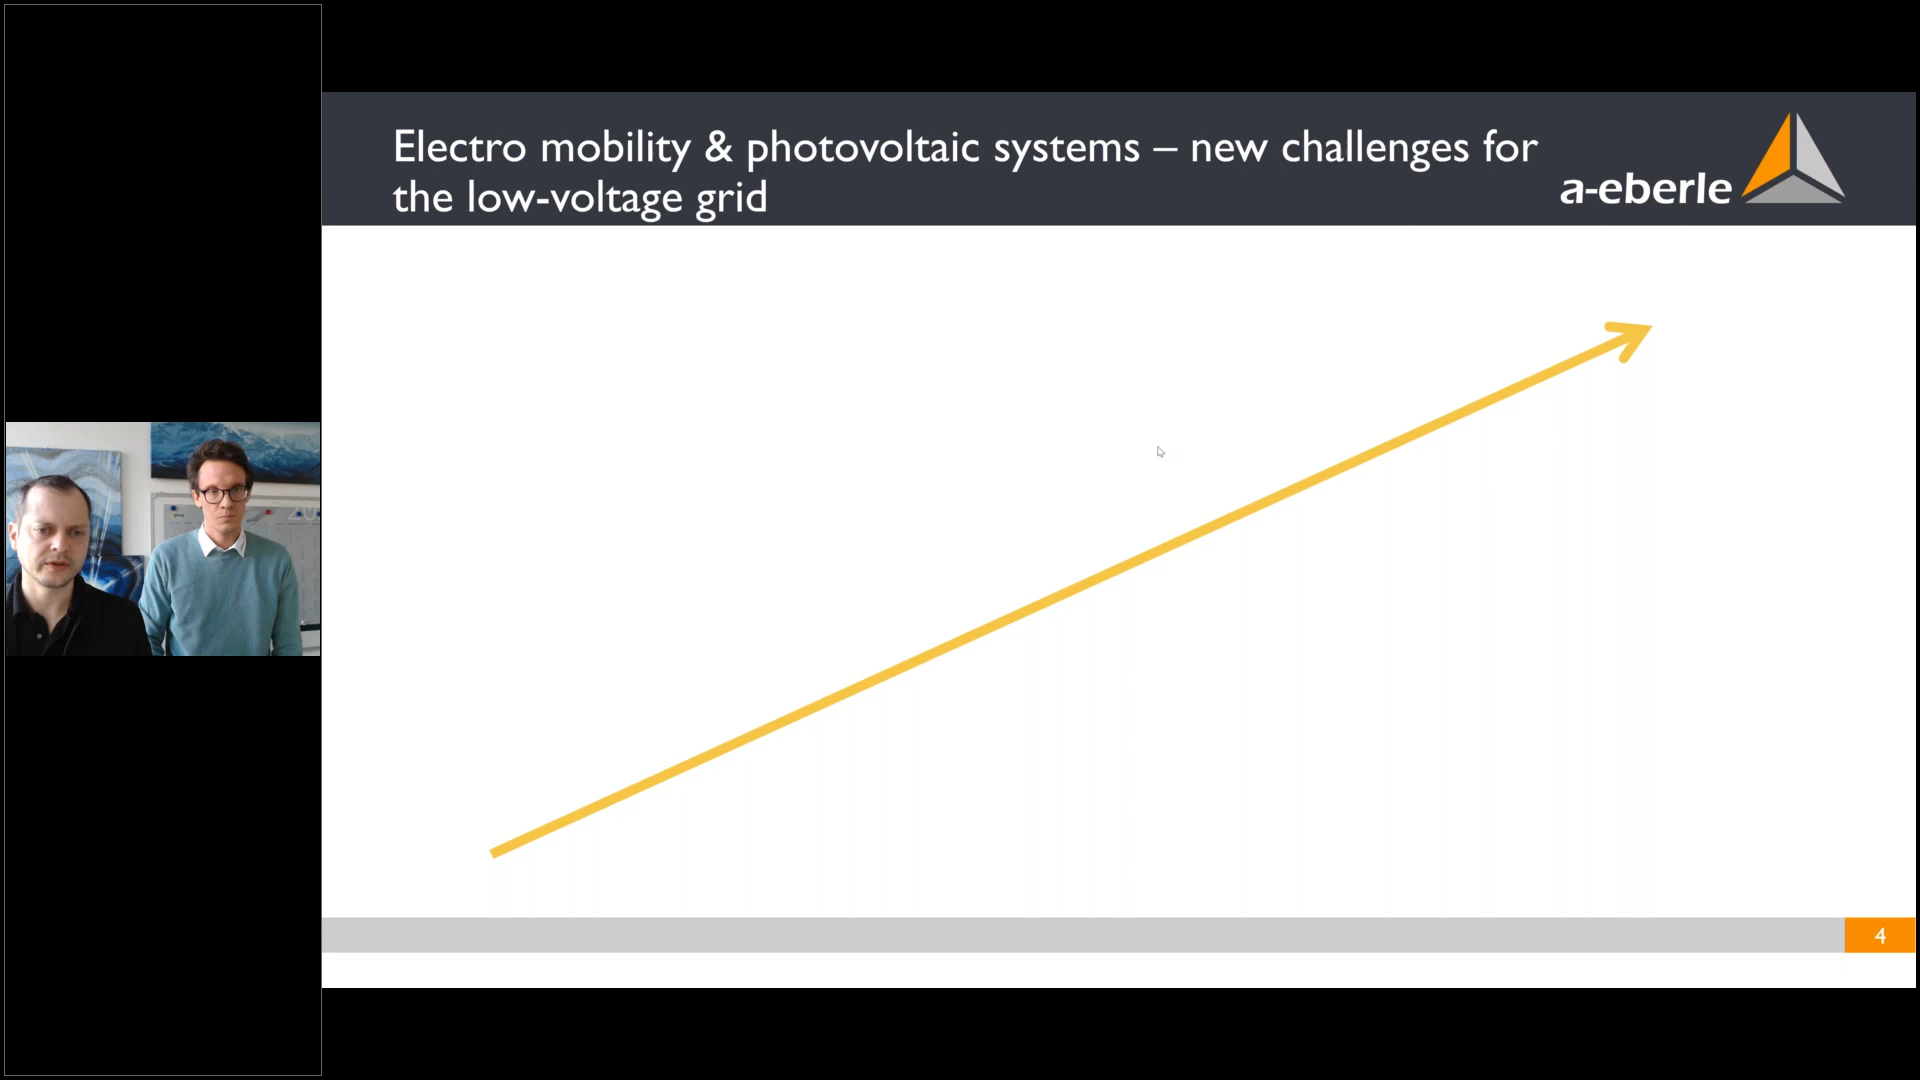 Electro mobility & photovoltaic systems – new challenges for
the low-voltage grid
a-eberle
4